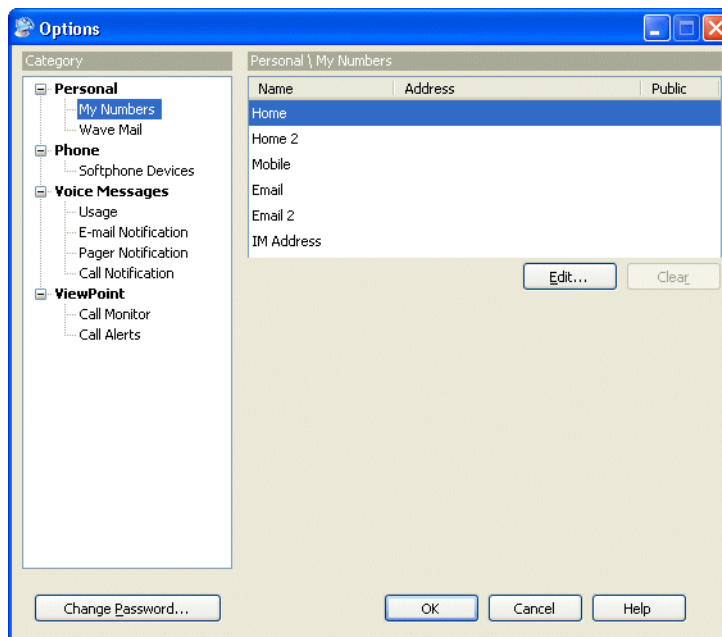 Options
Category
Personal
My Numbers
Wave Mail
Phone
Softphone Devices
Voice Messages
Usage
E-mail Notification
Pager Notification
Call Notification
ViewPoint
Call Monitor
Call Alerts
Personal \ My Numbers
Name Address Public
Home
Home 2
Mobile
Email
Email 2
IM Address
Edit... Clear
Change Password... OK Cancel Help